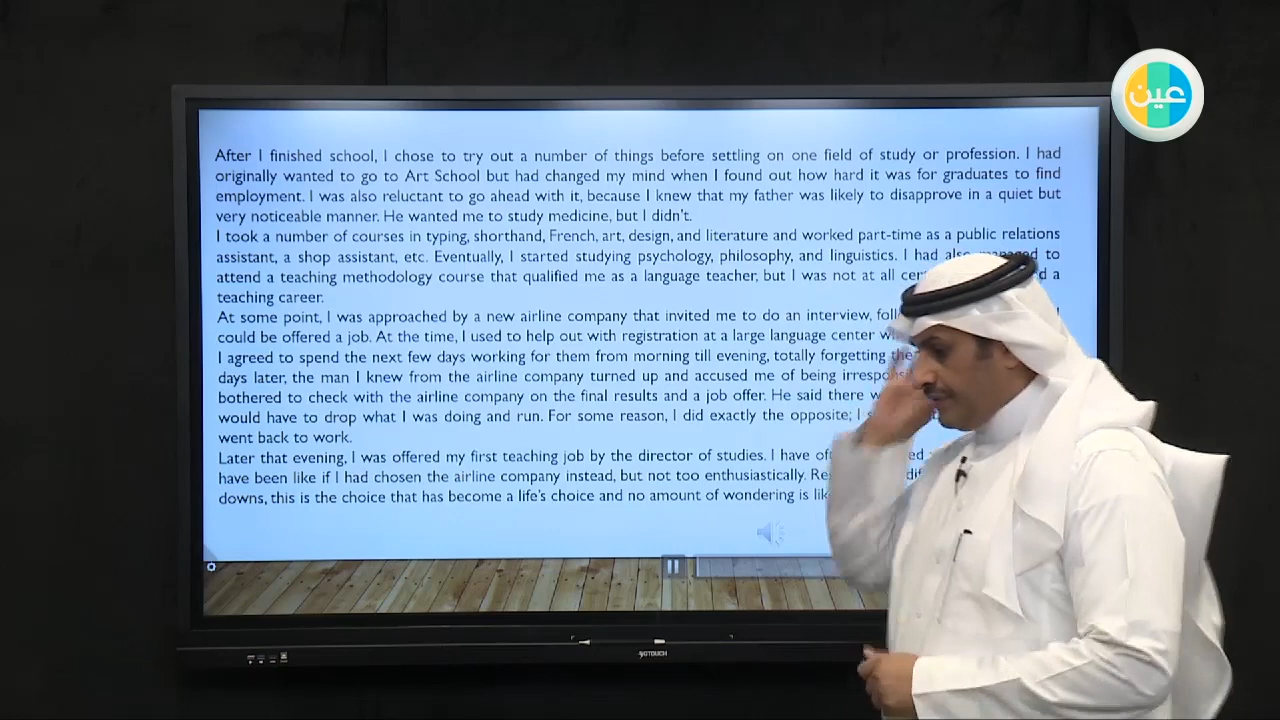 عين
After I finished school, I chose to try out a number of things before settling on one field of study or profession. I had
originally wanted to go to Art School but had changed my mind when I found out how hard it was for graduates to find
employment. I was also reluctant to go ahead with it, because I knew that my father was likely to disapprove in a quiet but
very noticeable manner. He wanted me to study medicine, but I didn't.
I took a number of courses in typing, shorthand, French, art, design, and literature and worked part-time as a public relations
assistant, a shop assistant, etc. Eventually, I started studying psychology, philosophy, and linguistics. I had also managed to
attend a teaching methodology course that qualified me as a language teacher, but I was not at all a
teaching career.
At some point, I was approached by a new airline company that invited me to do an interview,
could be offered a job. At the time, I used to help out with registration at a large language center
I agreed to spend the next few days working for them from morning till evening, totally forgetting
days later, the man I knew from the airline company turned up and accused me of being
bothered to check with the airline company on the final results and a job offer. He said there
would have to drop what I was doing and run. For some reason, I did exactly the opposite; I
went back to work.
Later that evening, I was offered my first teaching job by the director of studies. I have
have been like if I had chosen the airline company instead, but not too enthusiastically.
downs, this is the choice that has become a life's choice and no amount of wondering is